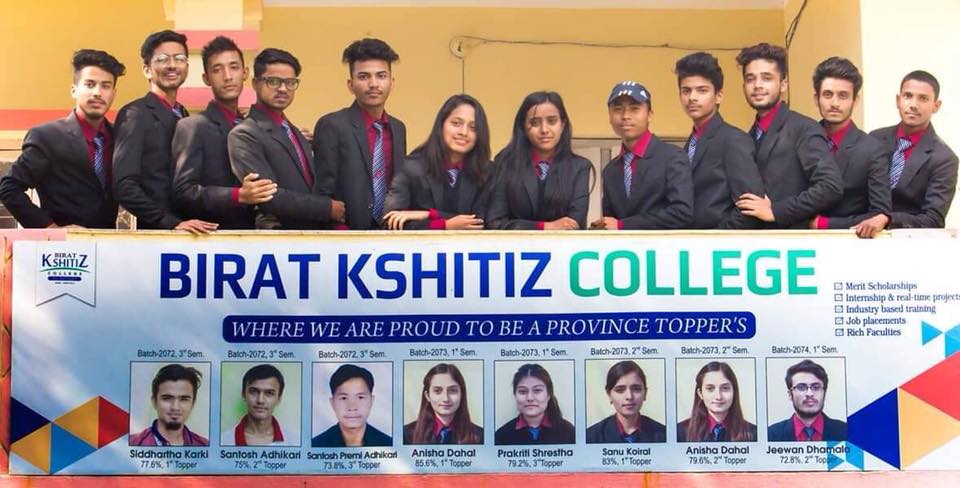 BIRAT
KSHITIZ
COLLEGE
BIRAT KSHITIZ COLLEGE
WHERE WE ARE PROUD TO BE A PROVINCE TOPPER'S
☑ Merit Scholarships
☑ Internship & real-time projects
☑ Industry based training
☑ Job placements
☑ Rich Faculties
Batch-2072, 3rd Sem.
Siddhartha Karki
77.6%, 1st Topper
Batch-2072, 3rd Sem.
Santosh Adhikari
75%, 2nd Topper
Batch-2072, 3rd Sem.
Santosh Premi Adhikari
73.8%, 3rd Topper
Batch-2073, 1st Sem.
Anisha Dahal
85.6%, 1st Topper
Batch-2073, 1st Sem.
Prakriti Shrestha
79.2%, 3rd Topper
Batch-2073, 2nd Sem.
Sanu Koiral
83%, 1st Topper
Batch-2073, 2nd Sem.
Anisha Dahal
79.6%, 2nd Topper
Batch-2074, 1st Sem.
Jeewan Dhamala
72.8%, 2nd Topper